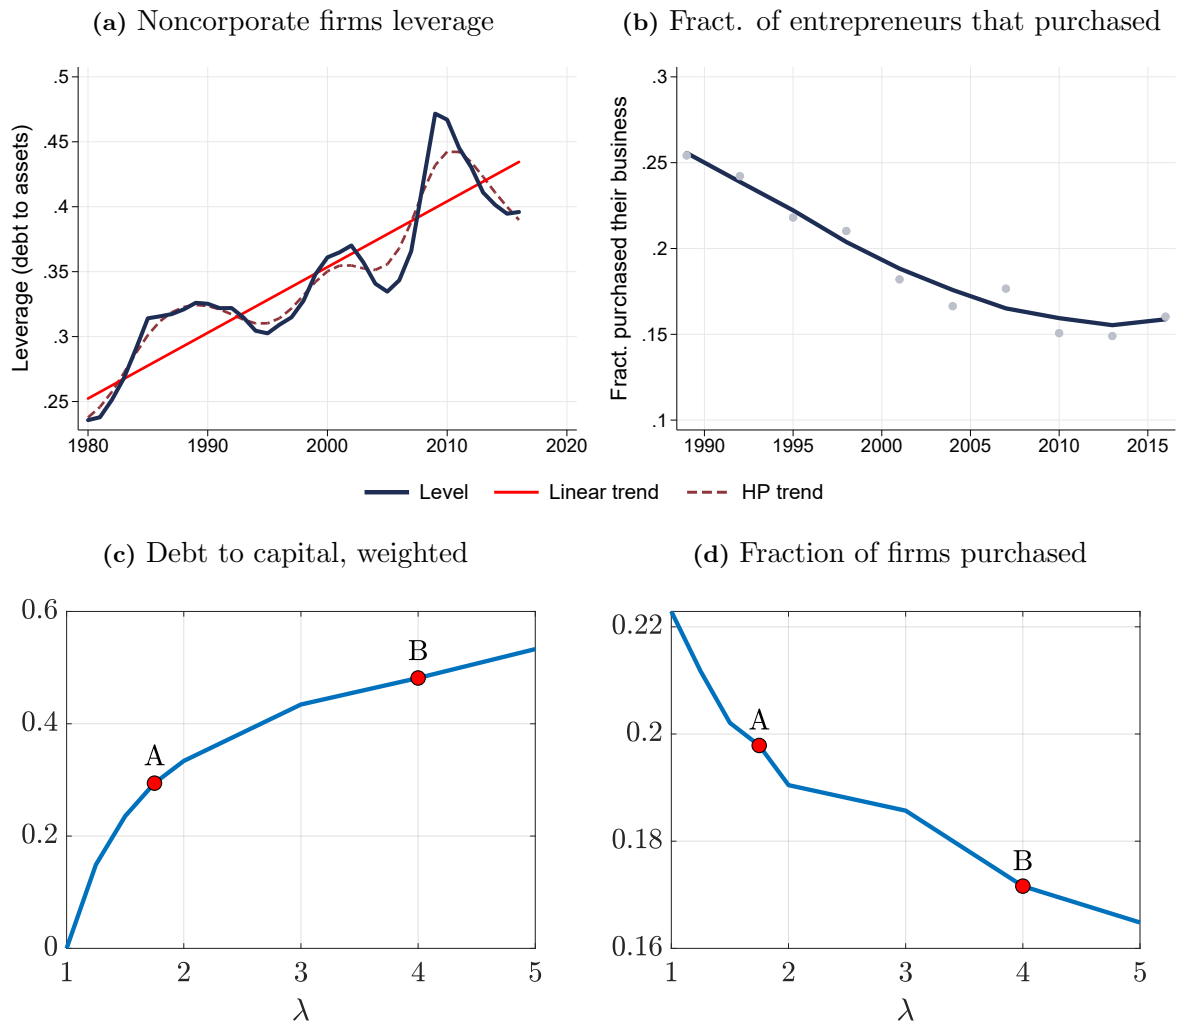 (a) Noncorporate firms leverage
Leverage (debt to assets)
.5
.45
.4
.35
.3
.25
1980 1990 2000 2010 2020
(b) Fract. of entrepreneurs that purchased
Fract. purchased their business
.3
.25
.2
.15
.1
1990 1995 2000 2005 2010 2015
Level Linear trend HP trend
(c) Debt to capital, weighted
0.6
0.4
0.2
0
A
B
1 2 3 4 5
λ
(d) Fraction of firms purchased
0.22
0.2
0.18
0.16
A
B
1 2 3 4 5
λ